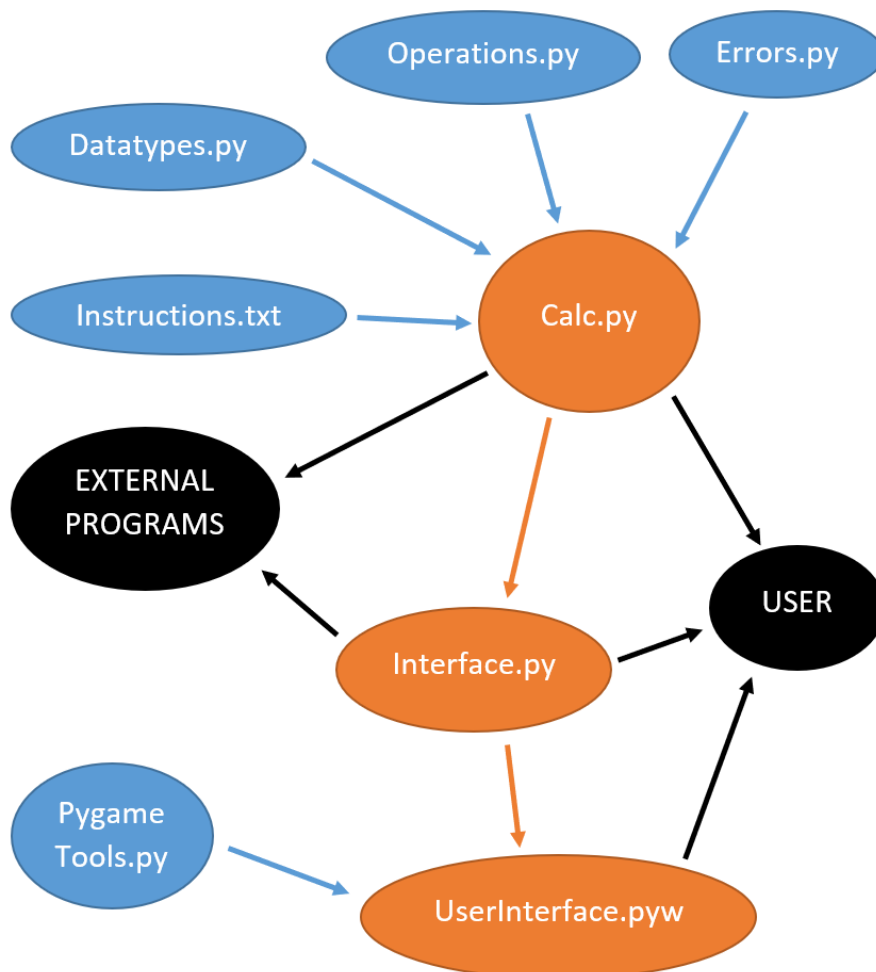 Operations.py
Errors.py
Datatypes.py
Instructions.txt
Calc.py
EXTERNAL
PROGRAMS
USER
Interface.py
Pygame
Tools.py
UserInterface.pyw